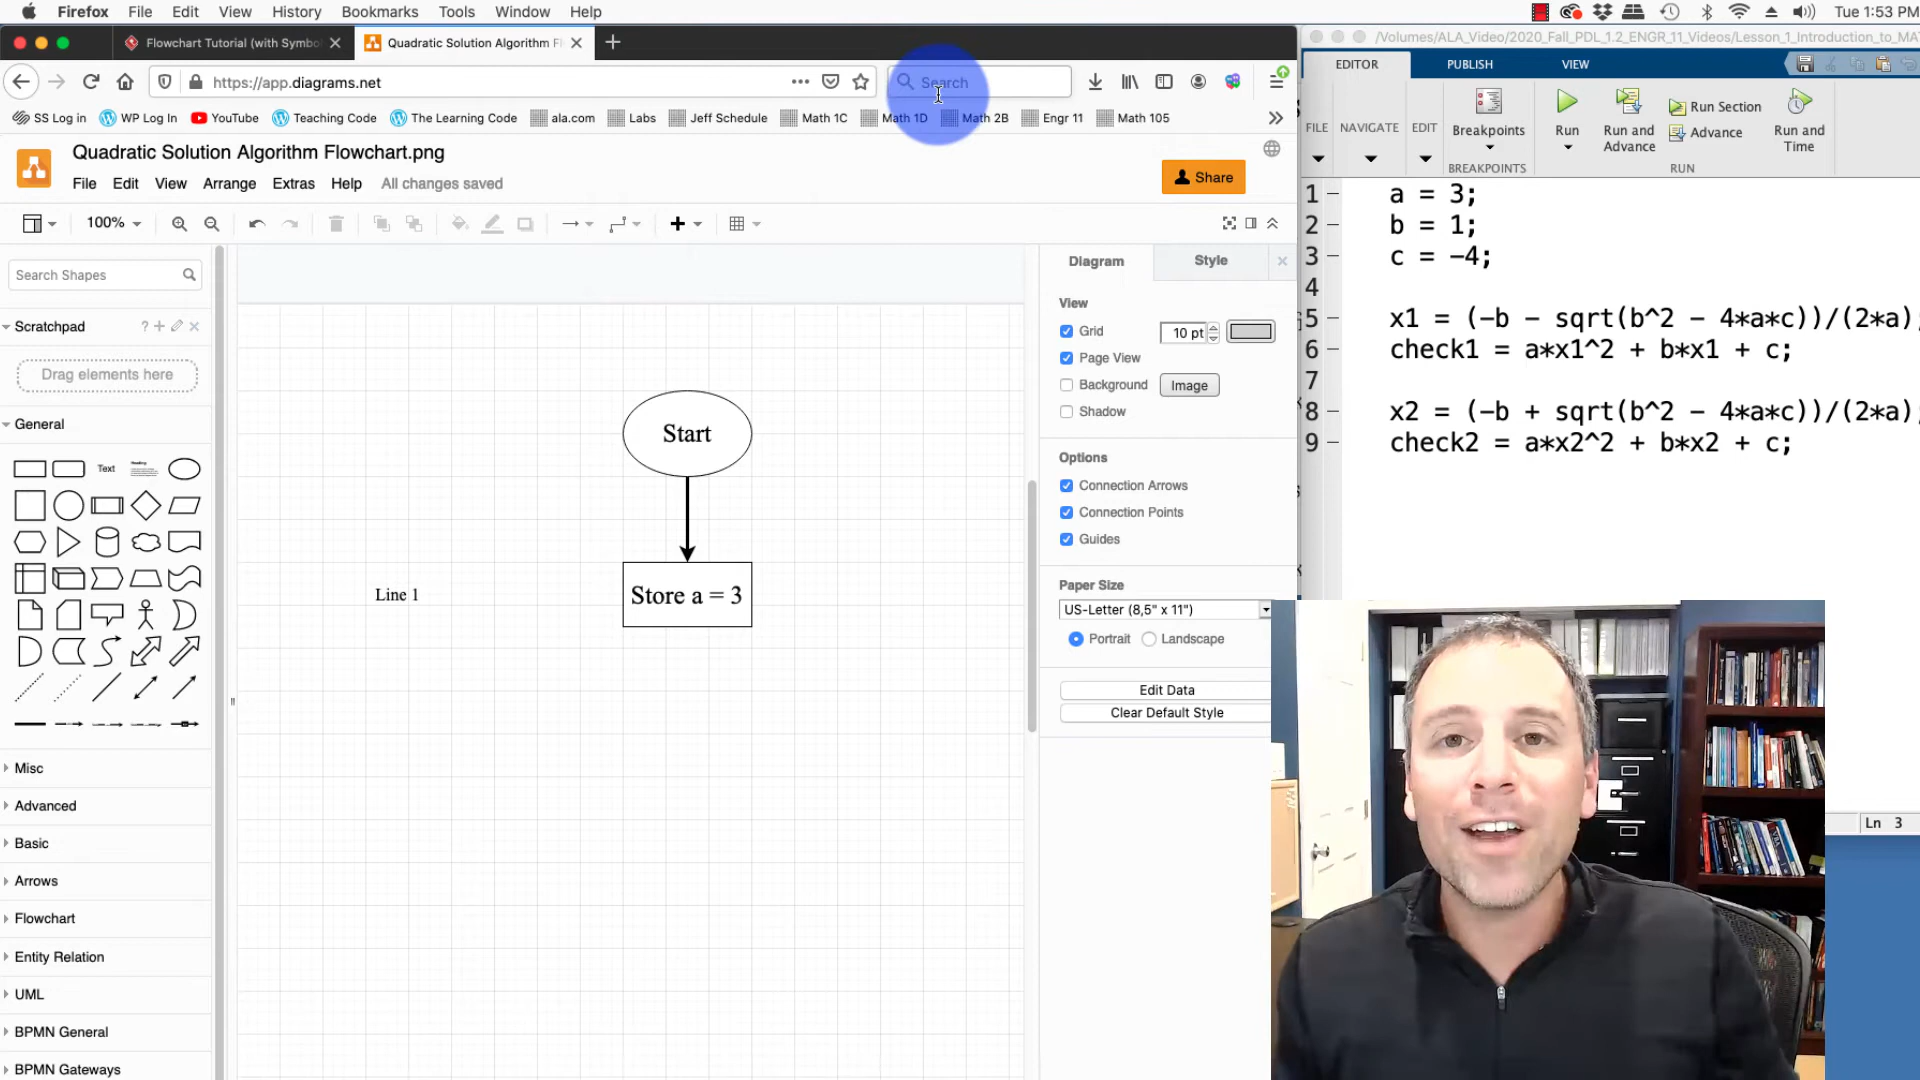 Firefox File Edit View History Bookmarks Tools Window Help
Tue 1:53 PM
Flowchart Tutorial (with Symbo
Quadratic Solution Algorithm F
/Volumes/ALA_Video/2020_Fall_PDL_1.2_ENGR_11_Videos/Lesson_1_Introduction_to_MA
https://app.diagrams.net
Search
SS Log in WP Log In YouTube Teaching Code The Learning Code ala.com Labs Jeff Schedule Math 1C Math 1D Math 2B Engr 11 Math 105
EDITOR PUBLISH VIEW
FILE NAVIGATE EDIT Breakpoints Run Run and Advance Run Section Advance Run and Time
BREAKPOINTS RUN
Quadratic Solution Algorithm Flowchart.png
File Edit View Arrange Extras Help All changes saved
Share
100%
Search Shapes
Scratchpad
?
Drag elements here
General
Text
Heading
Misc
Advanced
Basic
Arrows
Flowchart
Entity Relation
UML
BPMN General
BPMN Gateways
Start
Line 1
Store a = 3
Diagram Style
View
Grid 10 pt
Page View
Background Image
Shadow
Options
Connection Arrows
Connection Points
Guides
Paper Size
US-Letter (8,5" x 11")
Portrait Landscape
Edit Data
Clear Default Style
1 a = 3;
2 b = 1;
3 c = -4;
4
5 x1 = (-b - sqrt(b^2 - 4*a*c))/(2*a);
6 check1 = a*x1^2 + b*x1 + c;
7
8 x2 = (-b + sqrt(b^2 - 4*a*c))/(2*a);
9 check2 = a*x2^2 + b*x2 + c;
Ln 3